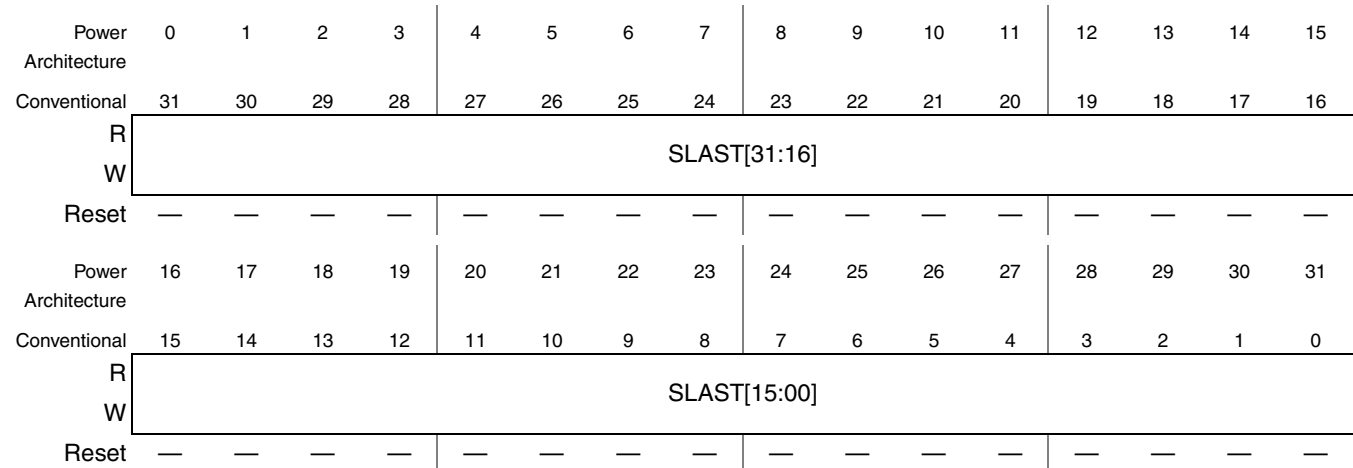 Power Architecture 0 1 2 3 4 5 6 7 8 9 10 11 12 13 14 15
Conventional 31 30 29 28 27 26 25 24 23 22 21 20 19 18 17 16
R
SLAST[31:16]
W
Reset — — — — — — — — — — — — — — — —
Power Architecture 16 17 18 19 20 21 22 23 24 25 26 27 28 29 30 31
Conventional 15 14 13 12 11 10 9 8 7 6 5 4 3 2 1 0
R
SLAST[15:00]
W
Reset — — — — — — — — — — — — — — — —